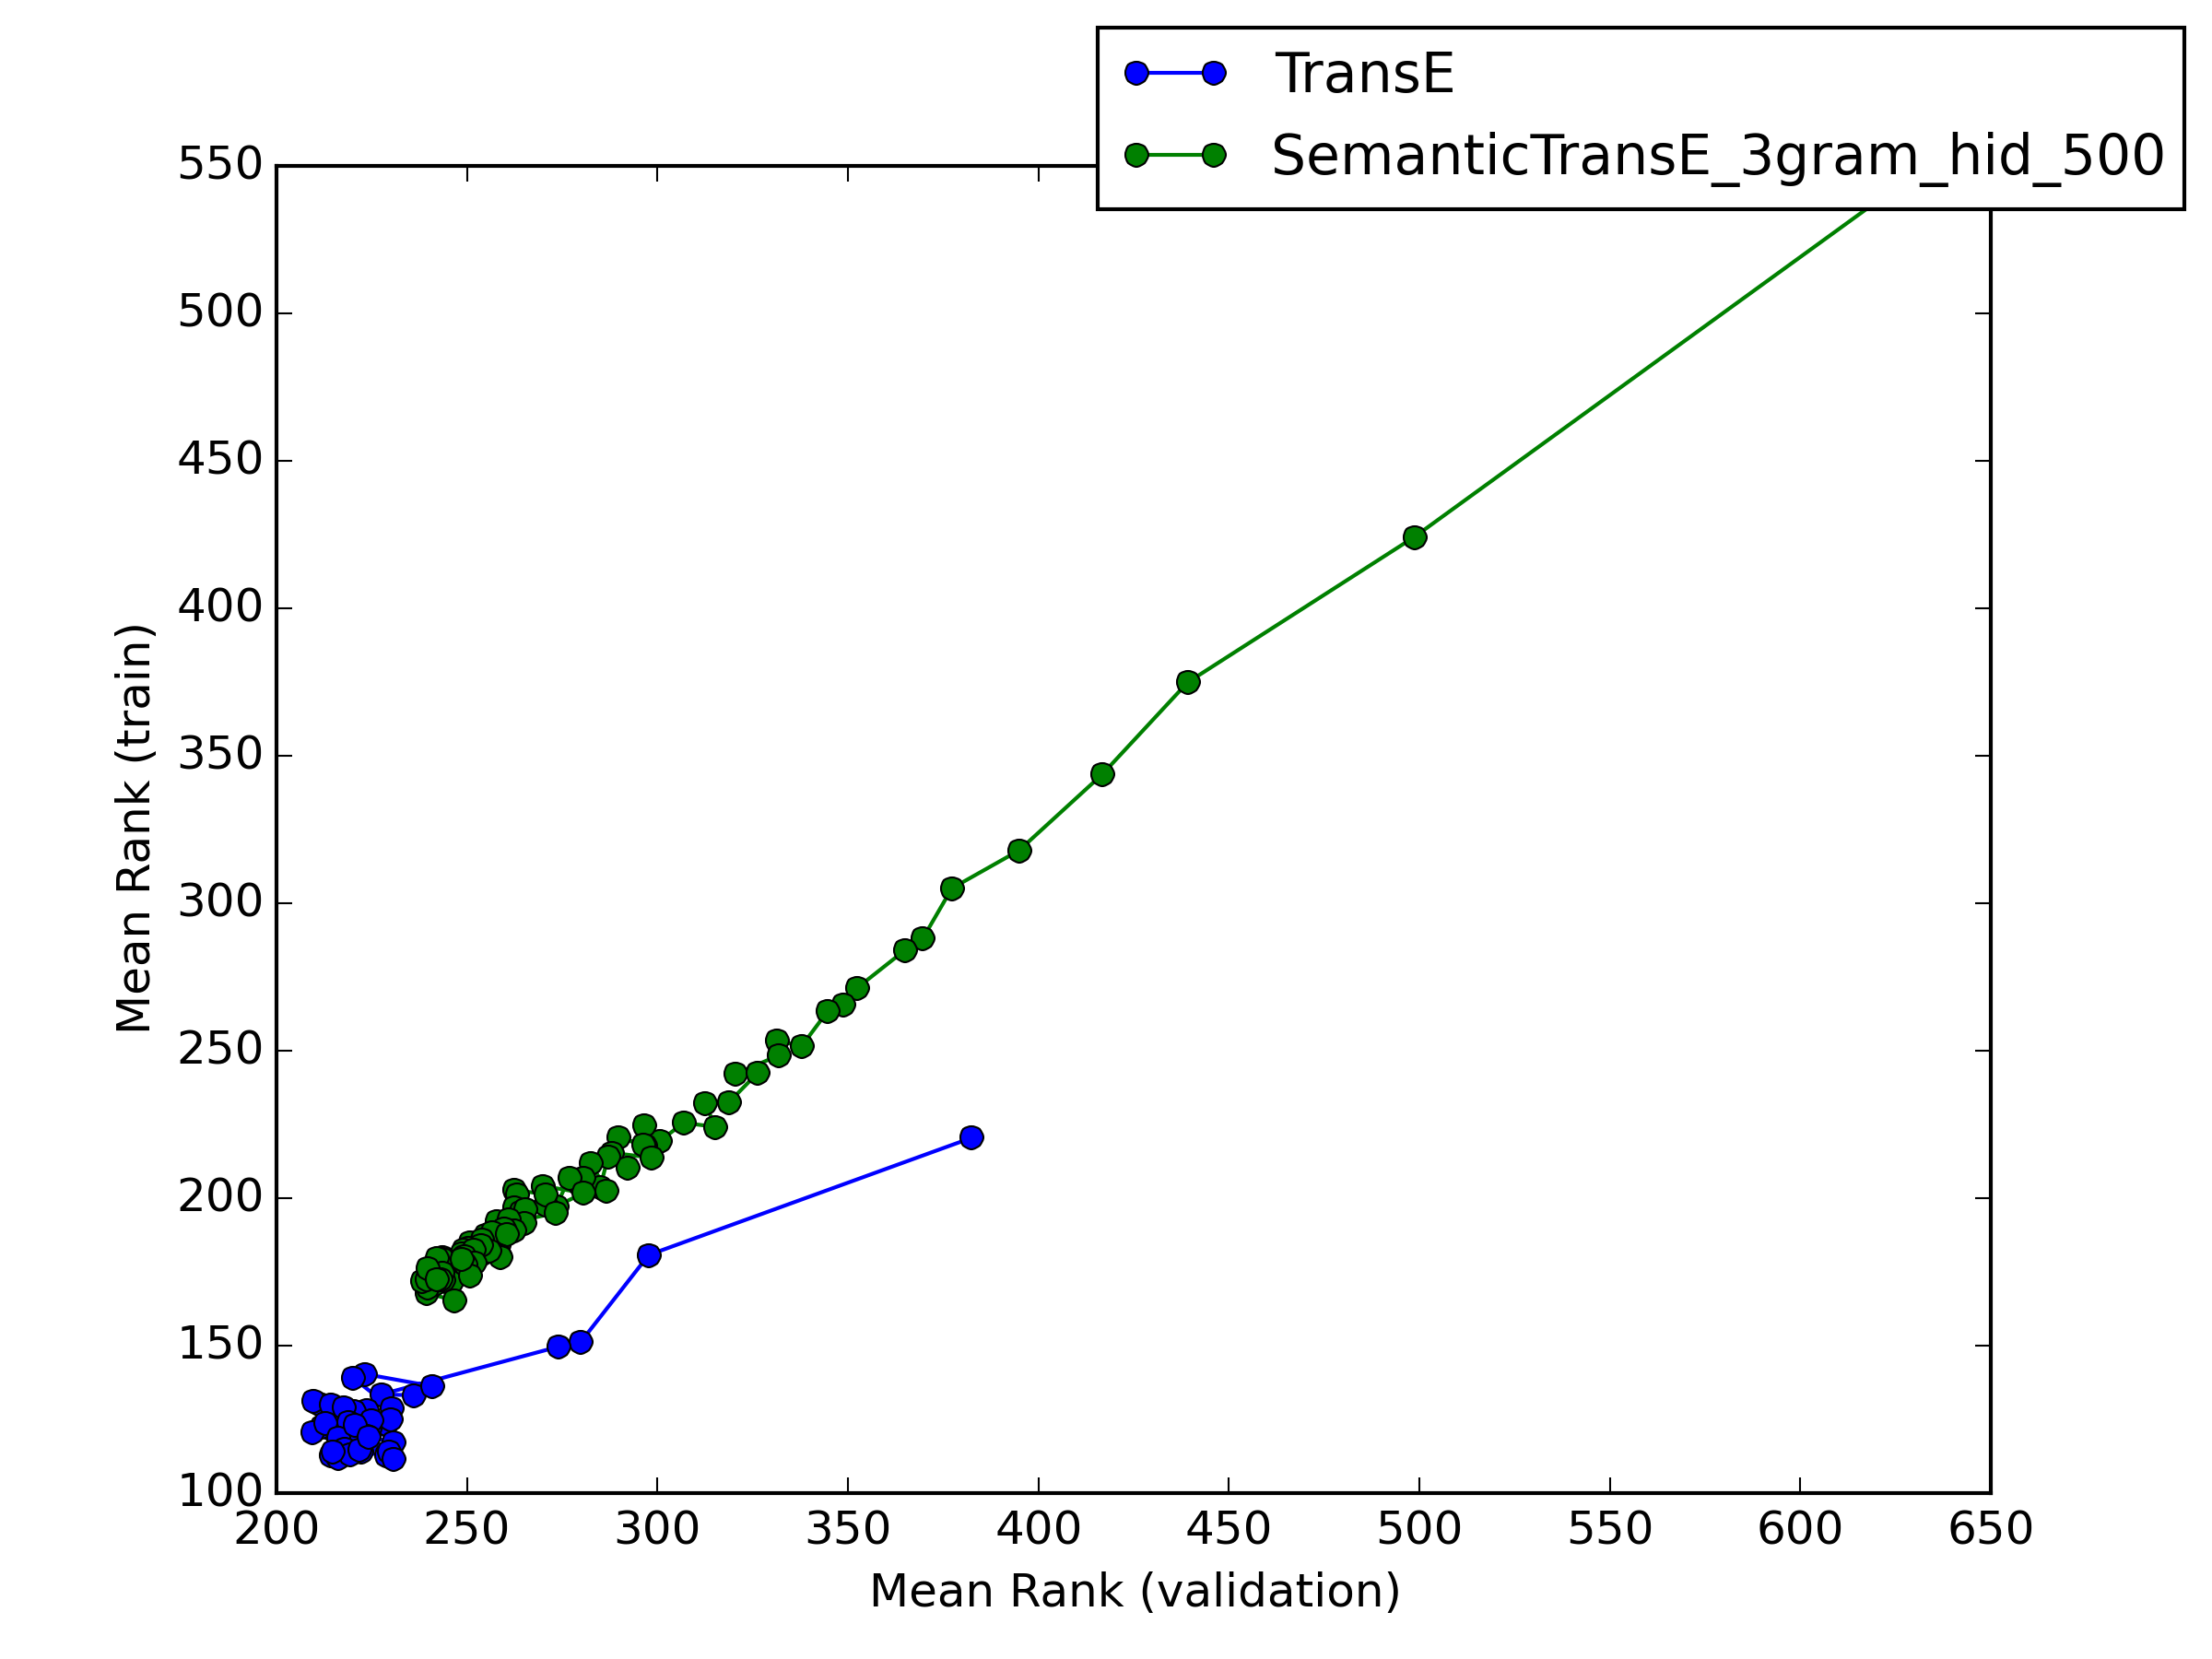 TransE
SemanticTransE_3gram_hid_500
550
500
450
400
350
300
250
200
150
100
Mean Rank (train)
200 250 300 350 400 450 500 550 600 650
Mean Rank (validation)